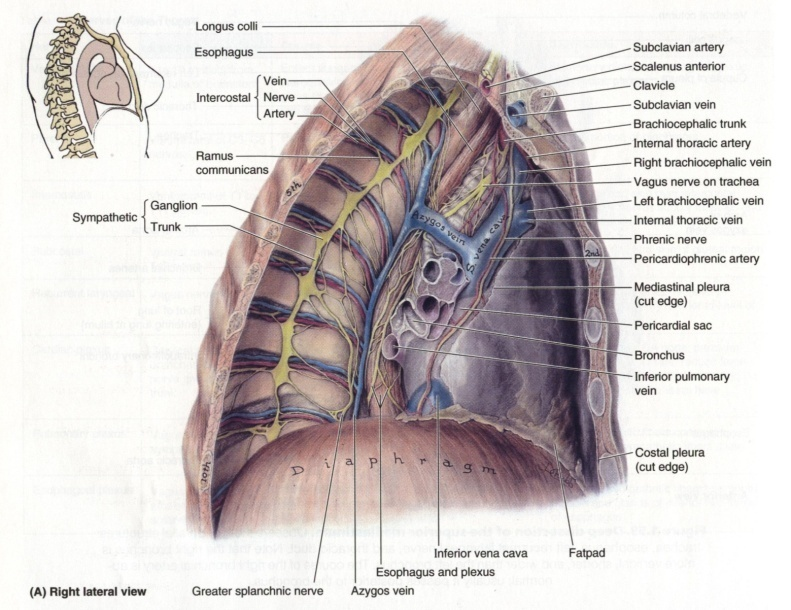 Longus colli
Esophagus
Intercostal
Vein
Nerve
Artery
Ramus
communicans
Sympathetic
Ganglion
Trunk
Subclavian artery
Scalenus anterior
Clavicle
Subclavian vein
Brachiocephalic trunk
Internal thoracic artery
Right brachiocephalic vein
Vagus nerve on trachea
Left brachiocephalic vein
Internal thoracic vein
Phrenic nerve
Pericardiophrenic artery
Mediastinal pleura
(cut edge)
Pericardial sac
Bronchus
Inferior pulmonary
vein
Costal pleura
(cut edge)
5th
2nd
Azygos vein
S. vena cava
10th
Diaphragm
Inferior vena cava
Fatpad
Esophagus and plexus
Greater splanchnic nerve
Azygos vein
(A) Right lateral view